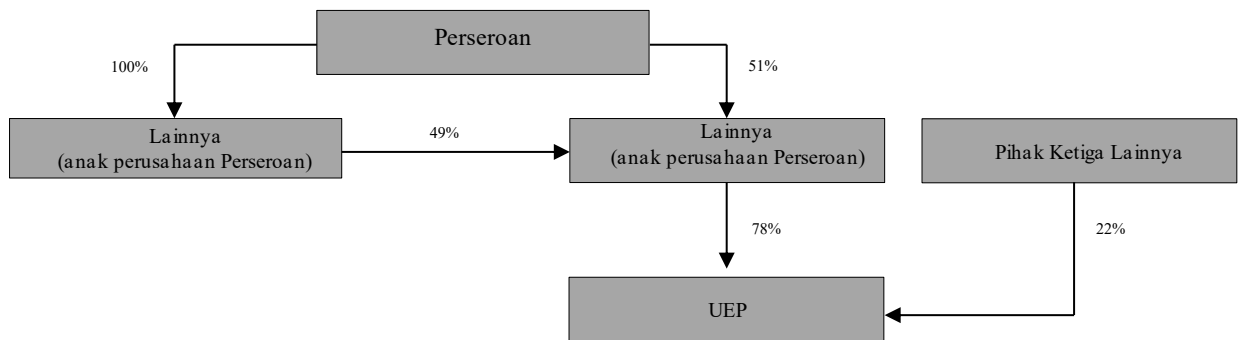 Perseroan
100%
51%
Lainnya
(anak perusahaan Perseroan)
49%
Lainnya
(anak perusahaan Perseroan)
Pihak Ketiga Lainnya
78%
22%
UEP